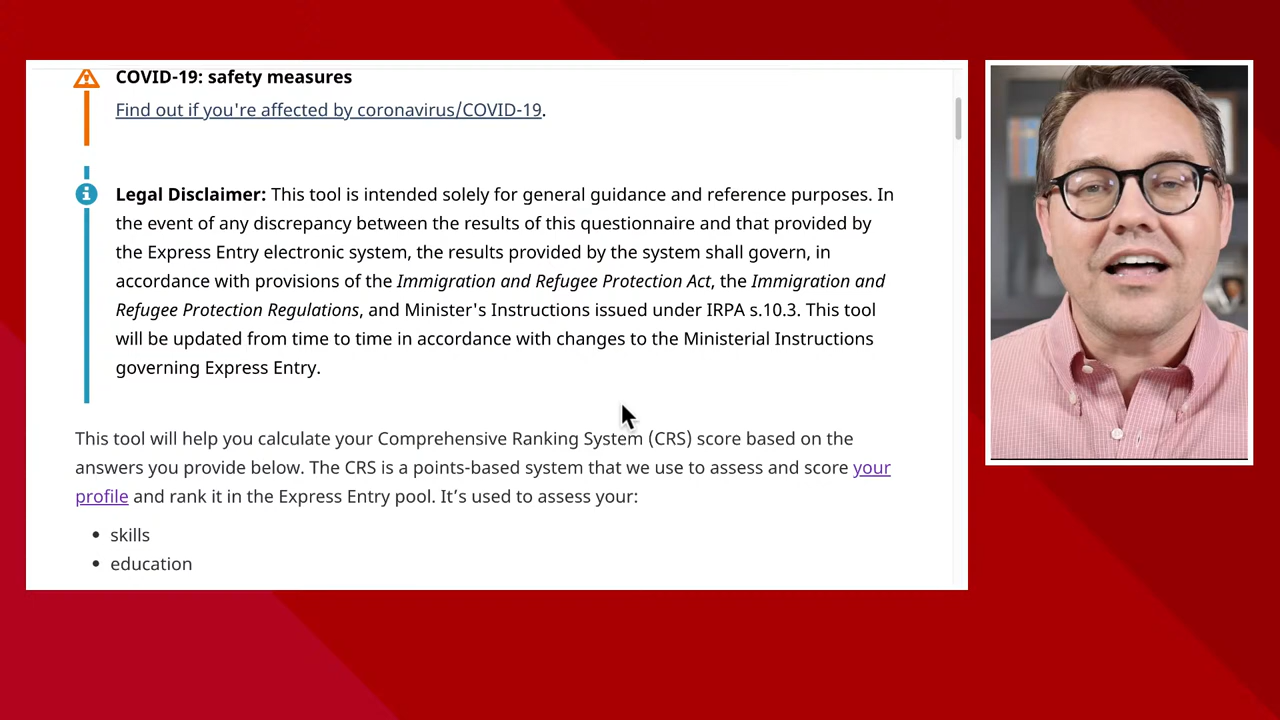 COVID-19: safety measures
Find out if you're affected by coronavirus/COVID-19.
Legal Disclaimer: This tool is intended solely for general guidance and reference purposes. In
the event of any discrepancy between the results of this questionnaire and that provided by
the Express Entry electronic system, the results provided by the system shall govern, in
accordance with provisions of the Immigration and Refugee Protection Act, the Immigration and
Refugee Protection Regulations, and Minister's Instructions issued under IRPA s.10.3. This tool
will be updated from time to time in accordance with changes to the Ministerial Instructions
governing Express Entry.
This tool will help you calculate your Comprehensive Ranking System (CRS) score based on the
answers you provide below. The CRS is a points-based system that we use to assess and score your
profile and rank it in the Express Entry pool. It’s used to assess your:
• skills
• education